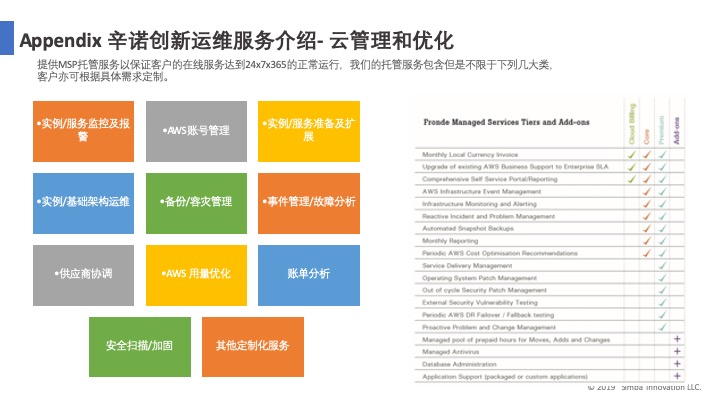 Appendix 辛诺创新运维服务介绍- 云管理和优化
提供MSP托管服务以保证客户的在线服务达到24x7x365的正常运行，我们的托管服务包含但是不限于下列几大类，
客户亦可根据具体需求定制。
•实例/服务监控及报
警
•AWS账号管理
•实例/服务准备及扩
展
•实例/基础架构运维
•备份/容灾管理
•事件管理/故障分析
•供应商协调
•AWS 用量优化
账单分析
安全扫描/加固
其他定制化服务
Fronde Managed Services Tiers and Add-ons
Cloud Billing
Core
Premium
Add-ons
Monthly Local Currency Invoice
Upgrade of existing AWS Business Support to Enterprise SLA
Comprehensive Self Service Portal/Reporting
AWS Infrastructure Event Management
Infrastructure Monitoring and Alerting
Reactive Incident and Problem Management
Automated Snapshot Backups
Monthly Reporting
Periodic AWS Cost Optimisation Recommendations
Service Delivery Management
Operating System Patch Management
Out of cycle Security Patch Management
External Security Vulnerability Testing
Periodic AWS DR Failover / Fallback testing
Proactive Problem and Change Management
Managed pool of prepaid hours for Moves, Adds and Changes
Managed Antivirus
Database Administration
Application Support (packaged or custom applications)
© 2019 Simba Innovation LLC.